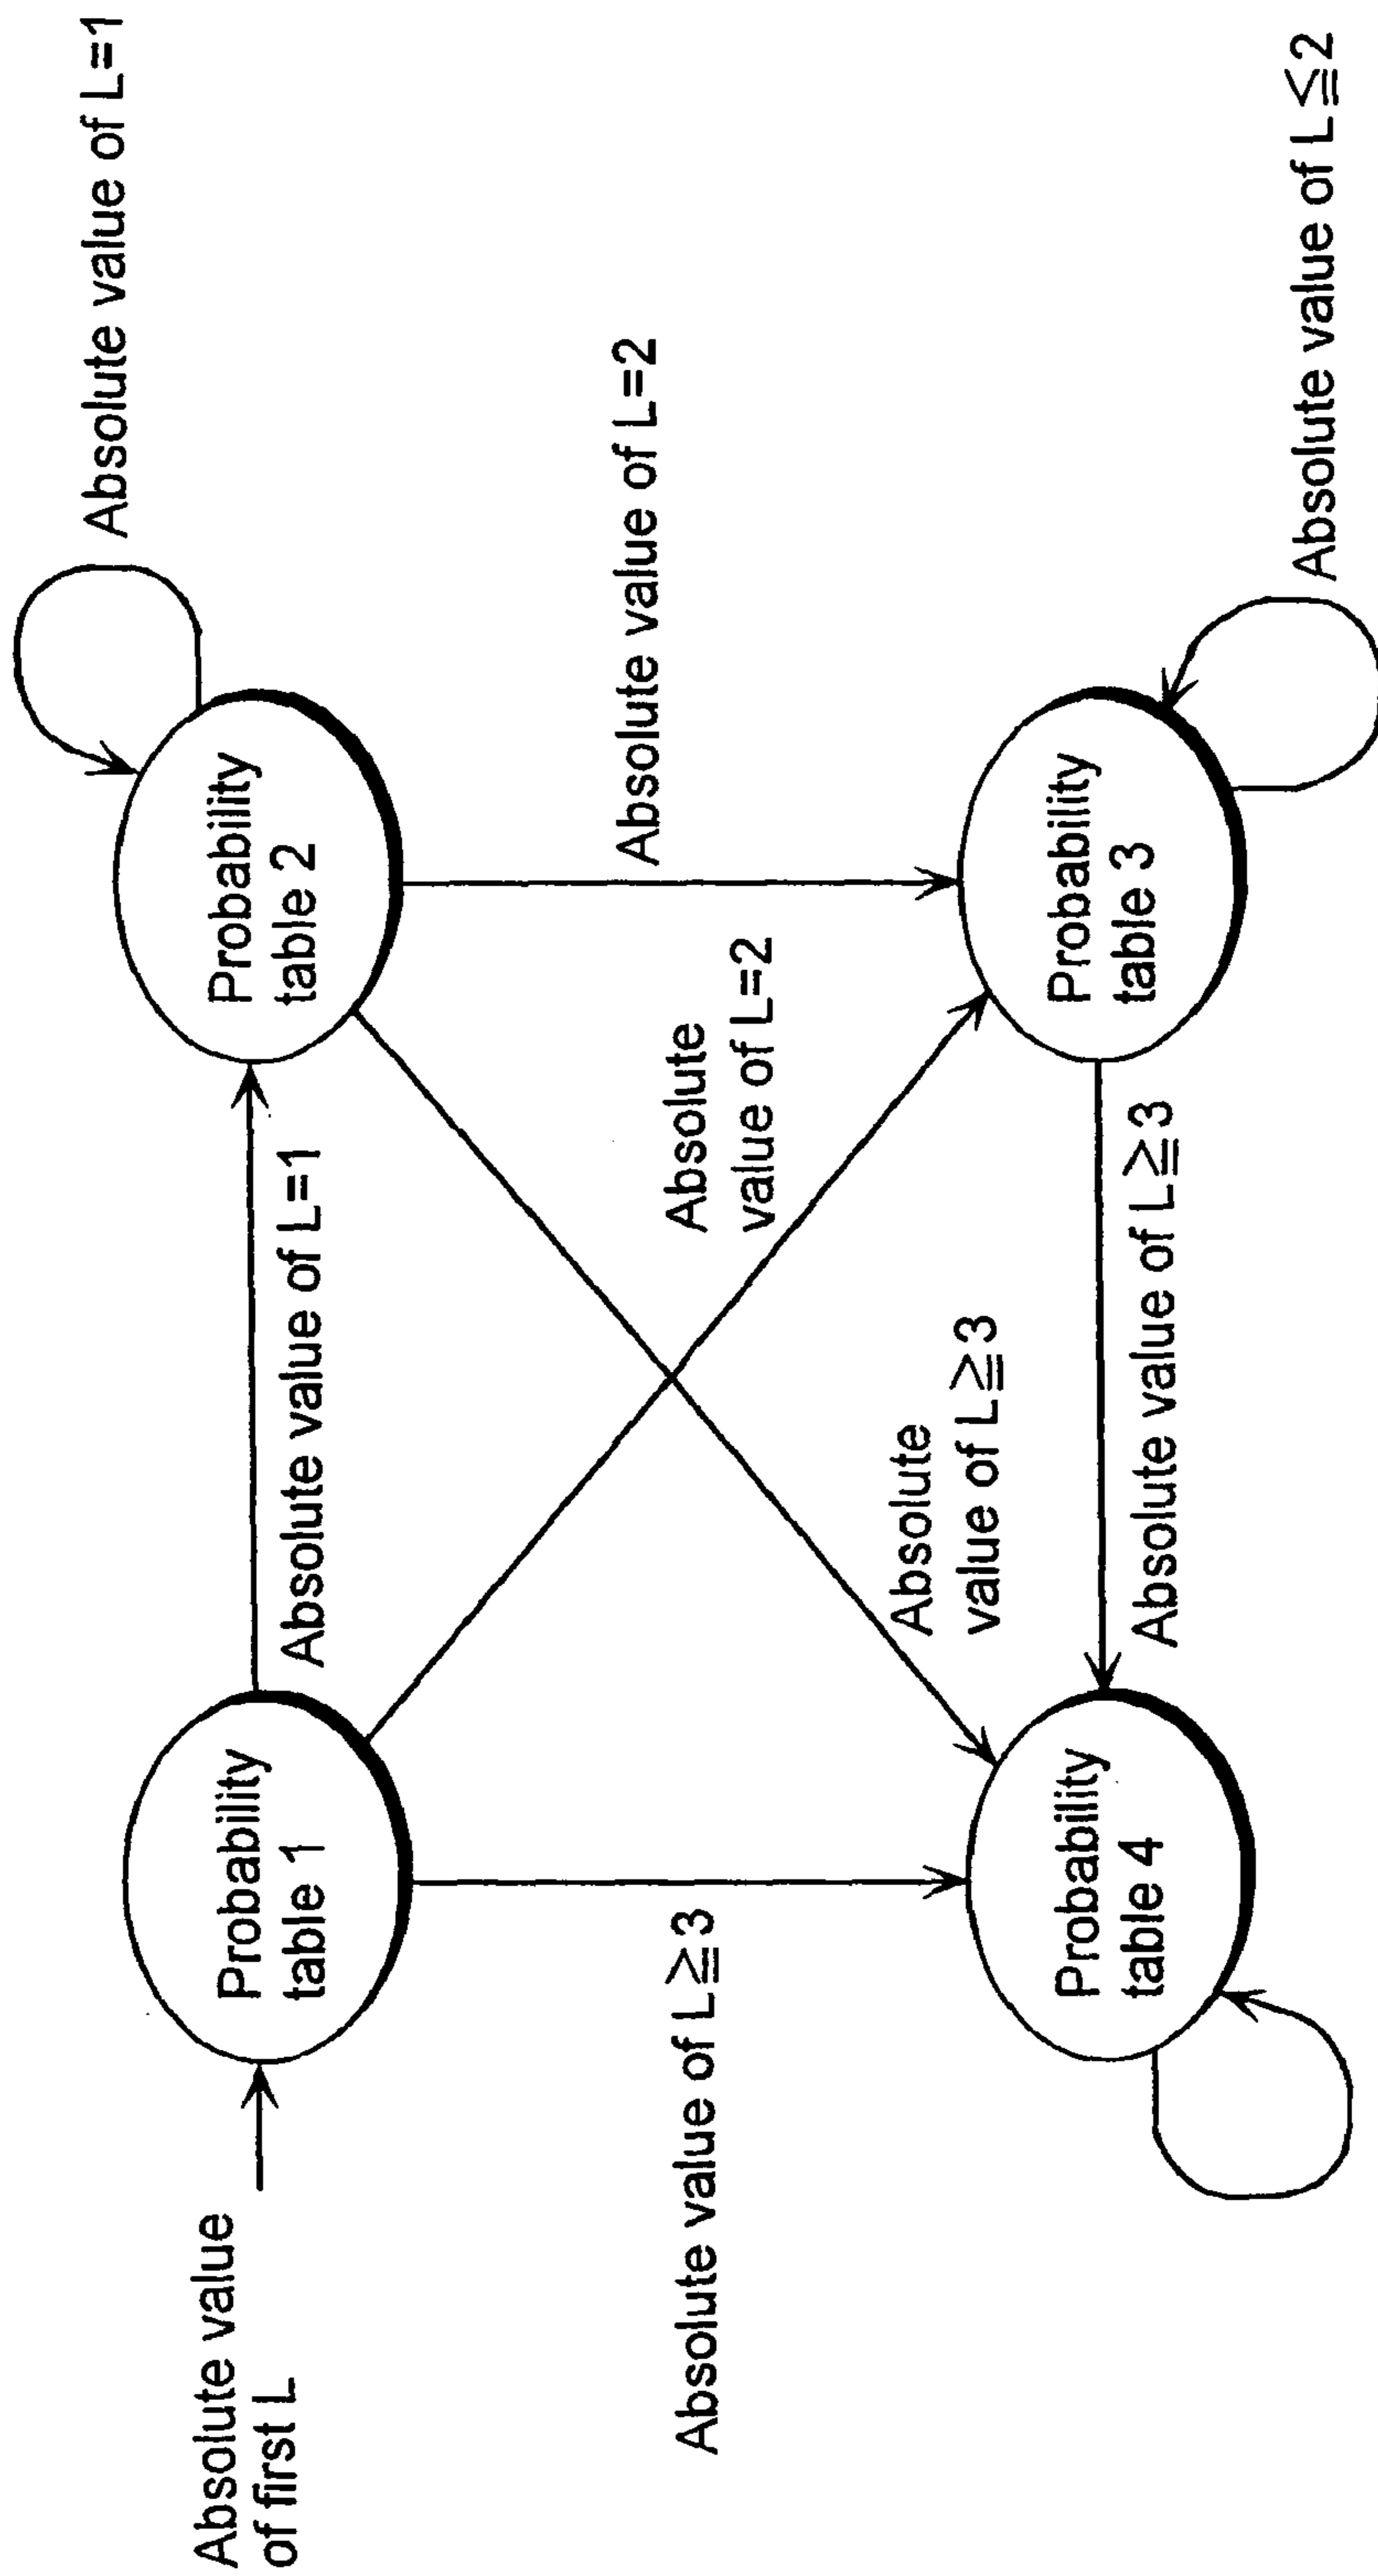 Absolute value
of first L
Probability
table 1
Absolute value of L=1
Probability
table 2
Absolute value of L=1
Absolute value of L≧3
Absolute
value of L≧3
Absolute
value of L=2
Absolute value of L=2
Probability
table 4
Absolute value of L≧3
Probability
table 3
Absolute value of L≦2